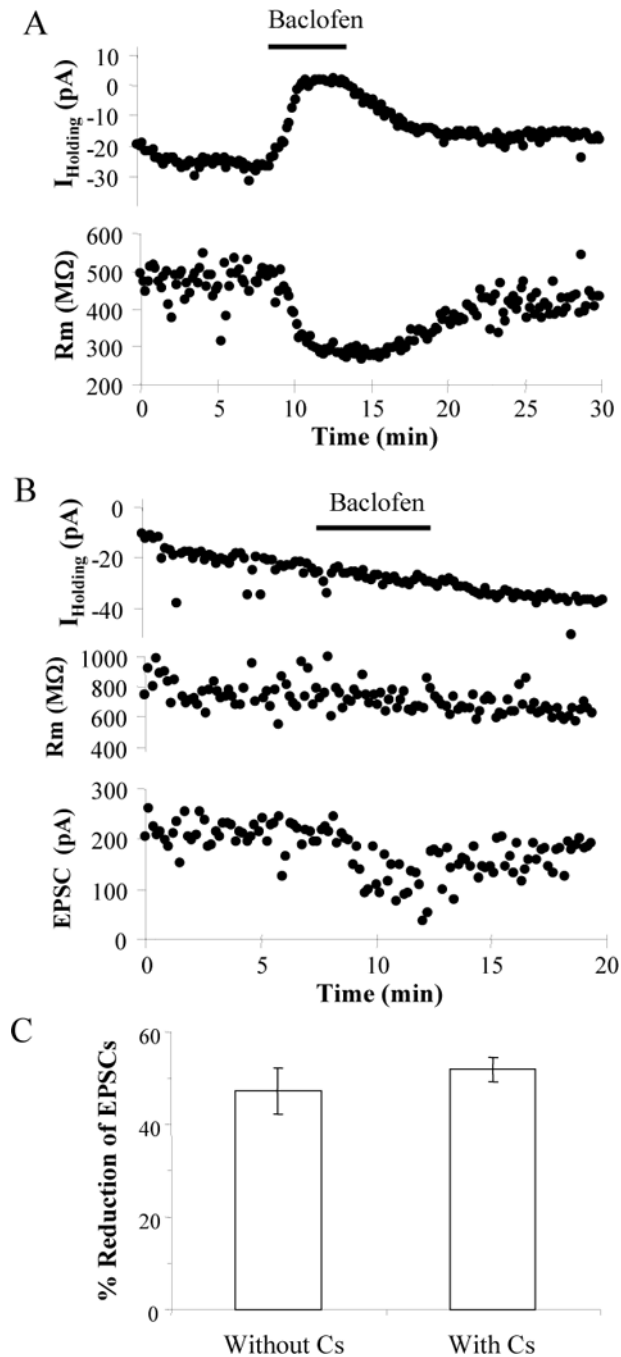 A
Baclofen
I Holding (pA)
10
0
-10
-20
-30
Rm (MΩ)
600
500
400
300
200
0 5 10 15 20 25 30
Time (min)
B
Baclofen
I Holding (pA)
-0
-20
-40
Rm (MΩ)
1000
800
600
400
EPSC (pA)
300
200
100
0
0 5 10 15 20
Time (min)
C
% Reduction of EPSCs
60
40
20
0
Without Cs With Cs